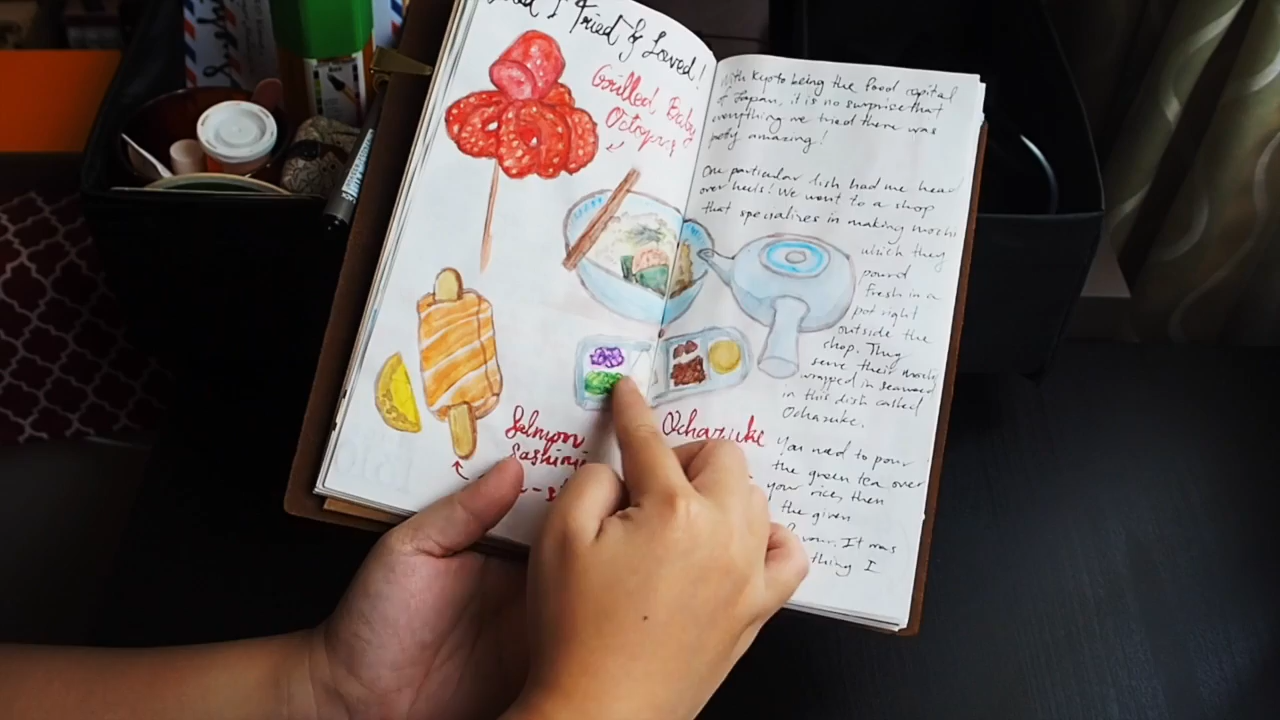 I Tried & Loved!
Grilled Baby
Octopus
Salmon
Sashimi
Ochazuke
With Kyoto being the food capital
of Japan, it is no surprise that
everything we tried there was
pretty amazing!
One particular dish had me head
over heels! We went to a shop
that specializes in making mochi
which they
pound
fresh in a
pot right
outside the
shop. They
serve their mochi
wrapped in seaweed
in this dish called
Ochazuke.
You need to pour
the green tea over
your rice, then
the given
It was
I